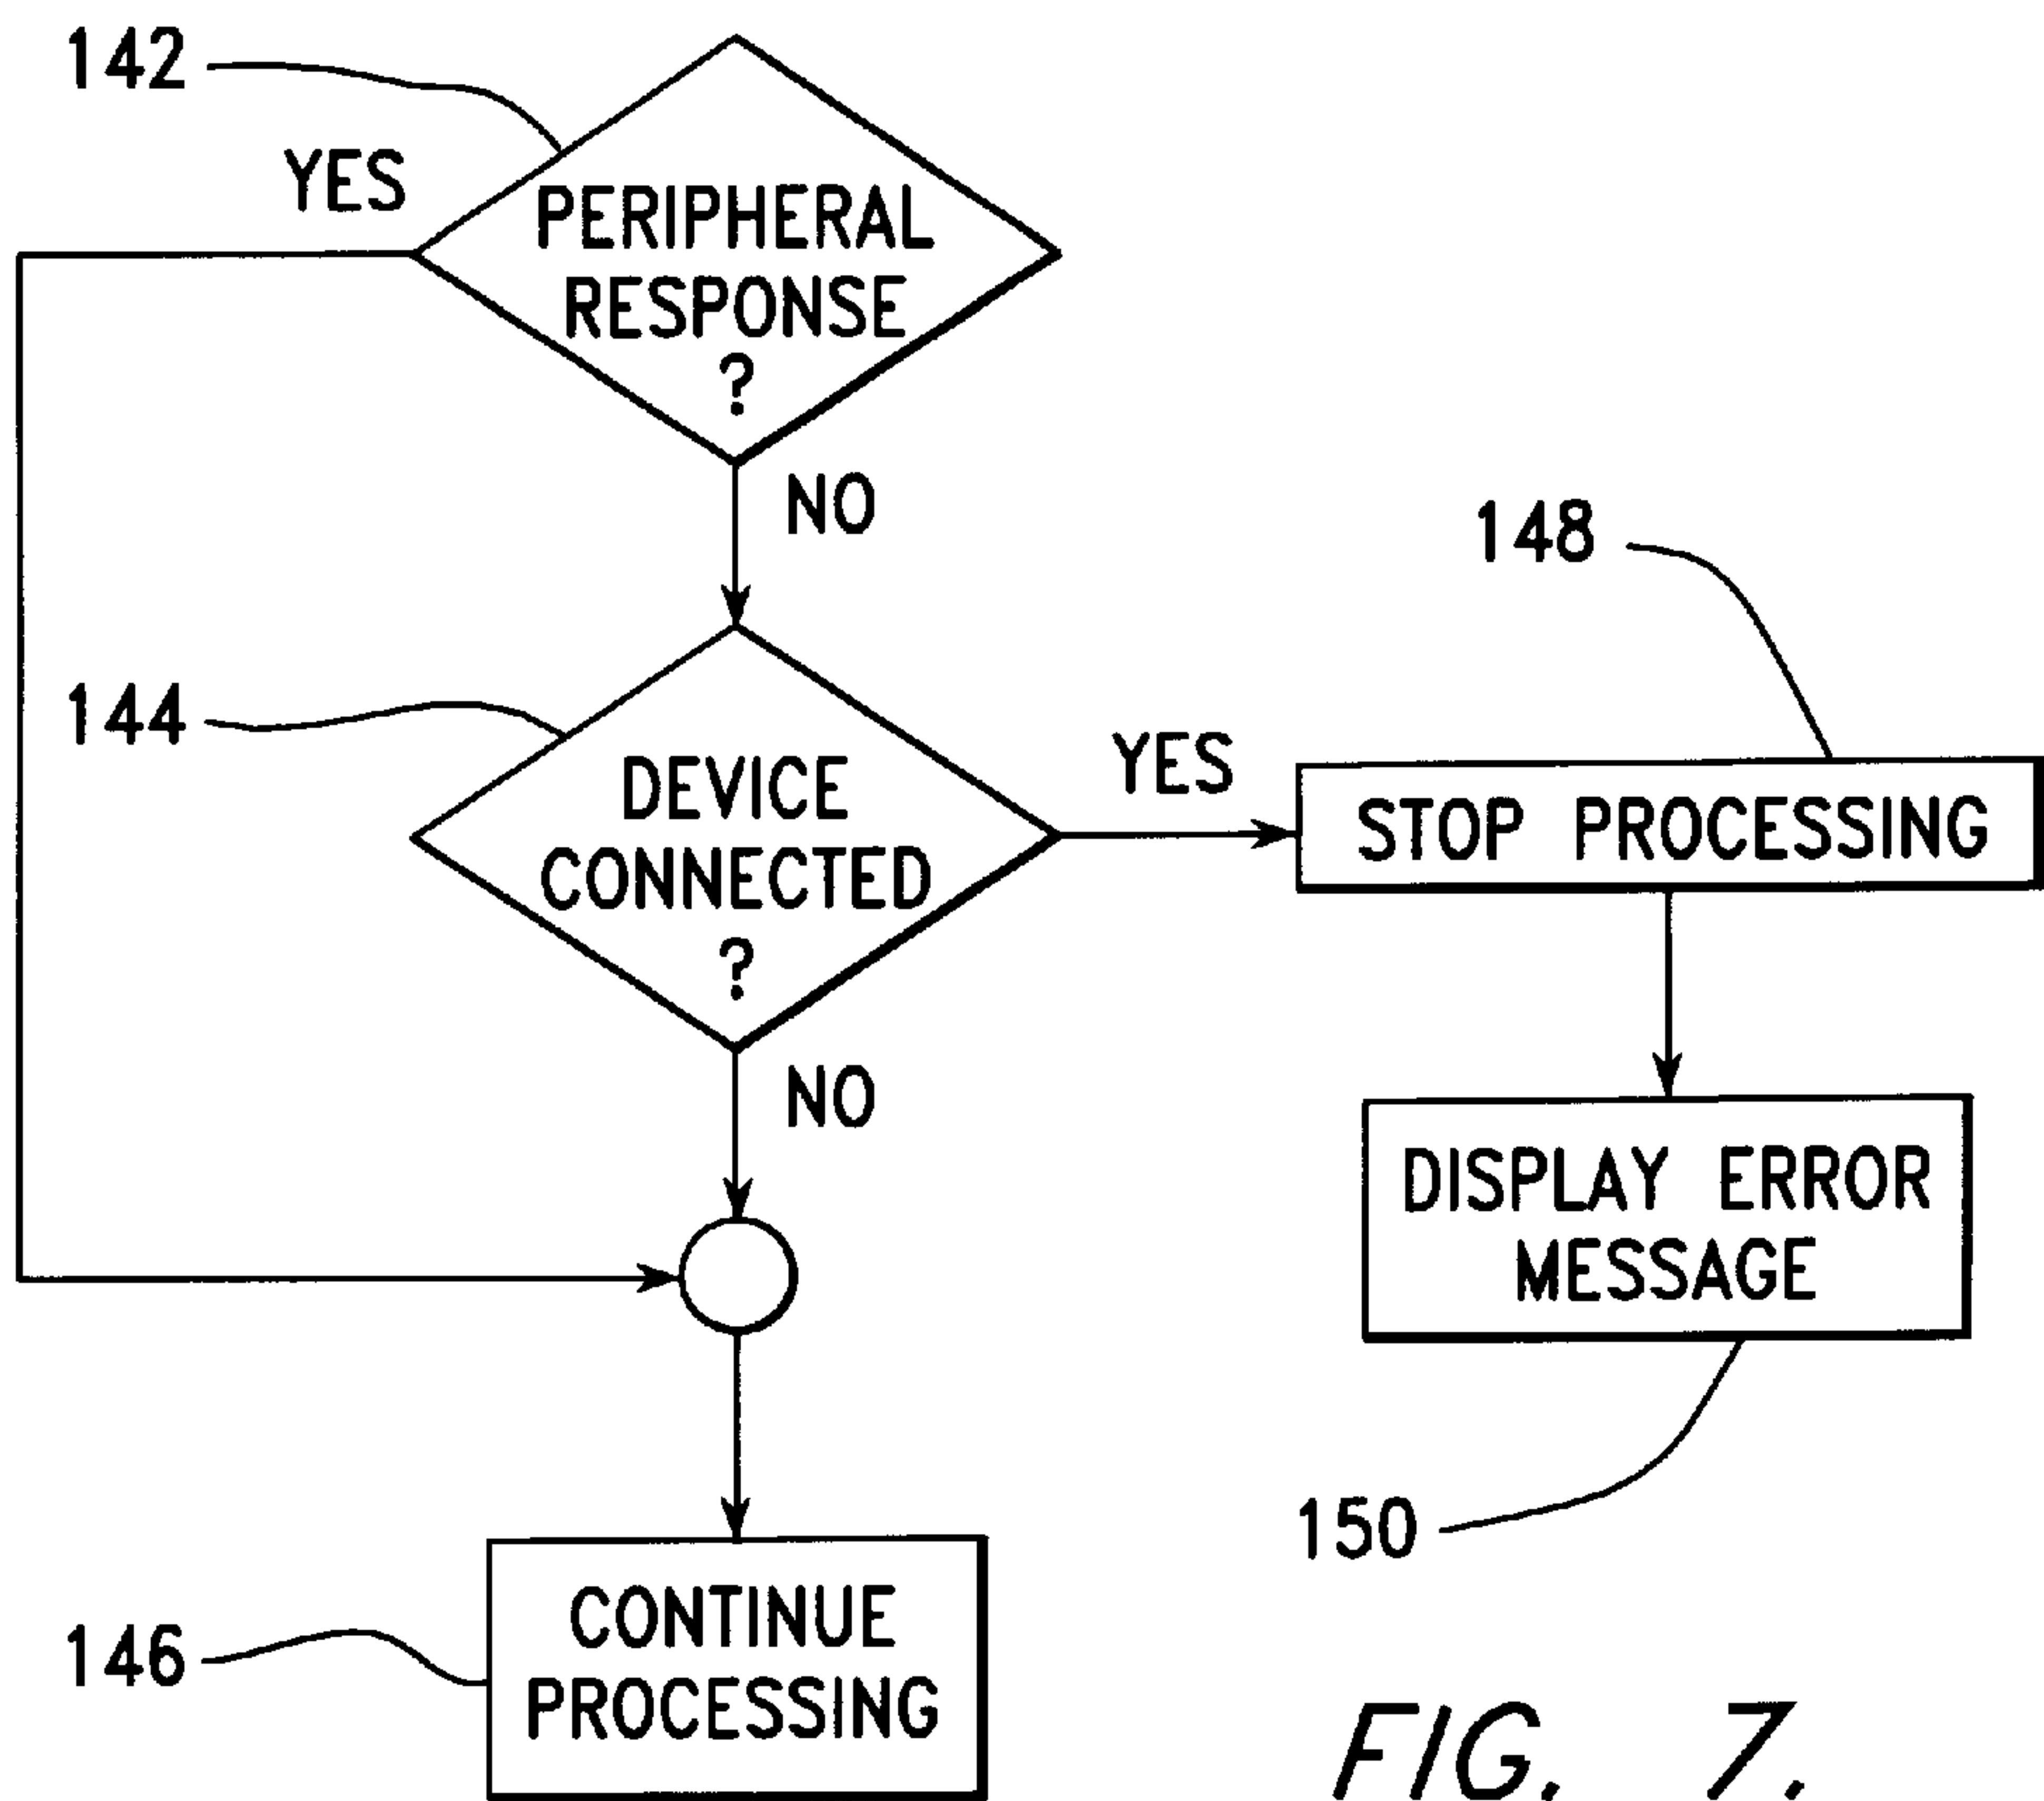 142
YES
PERIPHERAL
RESPONSE
?
NO
148
144
DEVICE
CONNECTED
?
YES
STOP PROCESSING
NO
DISPLAY ERROR
MESSAGE
150
146
CONTINUE
PROCESSING
FIG. 7.